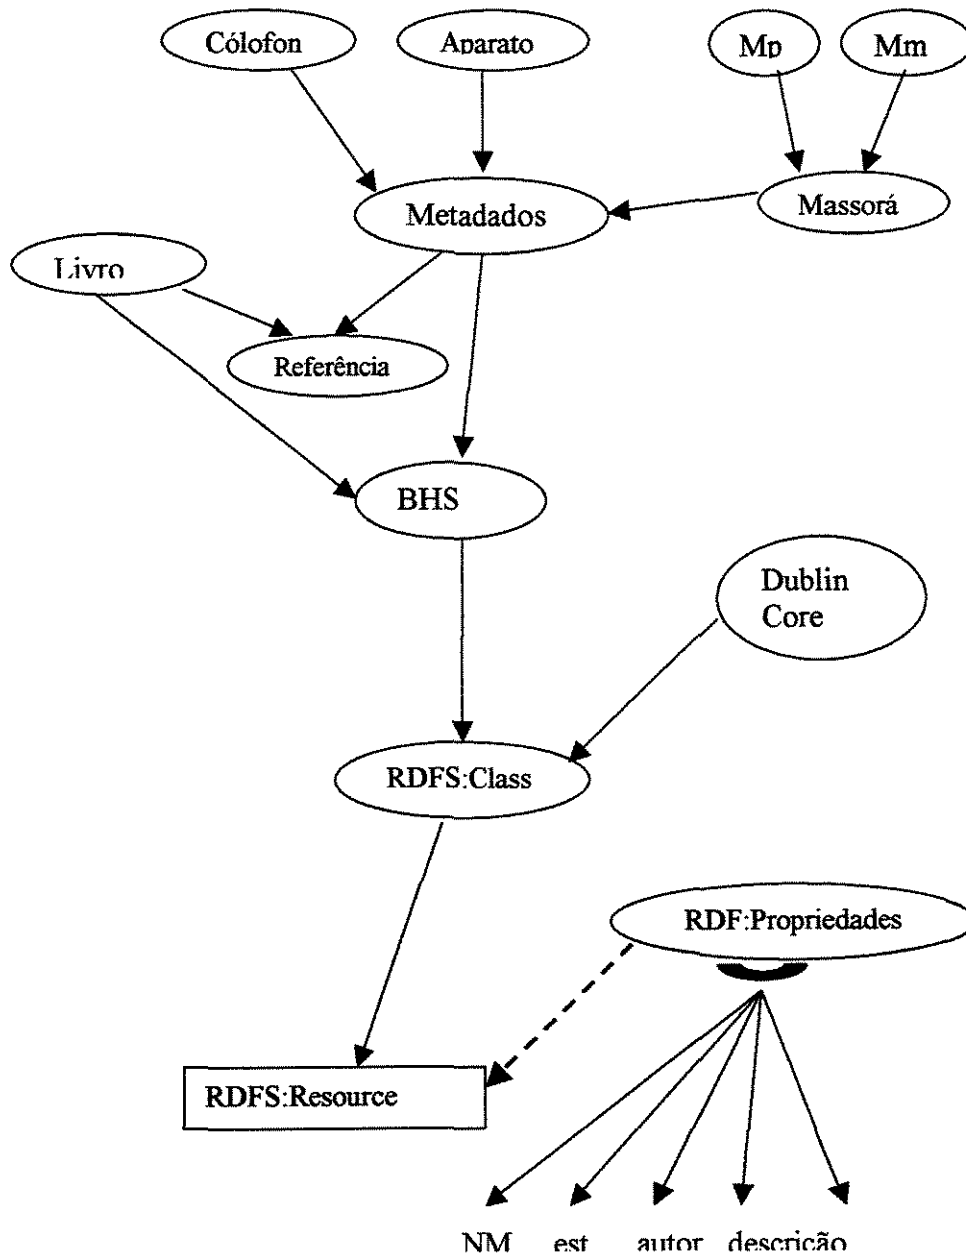 Cólofon
Aparato
Mp
Mm
Metadados
Massorá
Livro
Referência
BHS
Dublin
Core
RDFS:Class
RDF:Propriedades
RDFS:Resource
NM est autor descrição